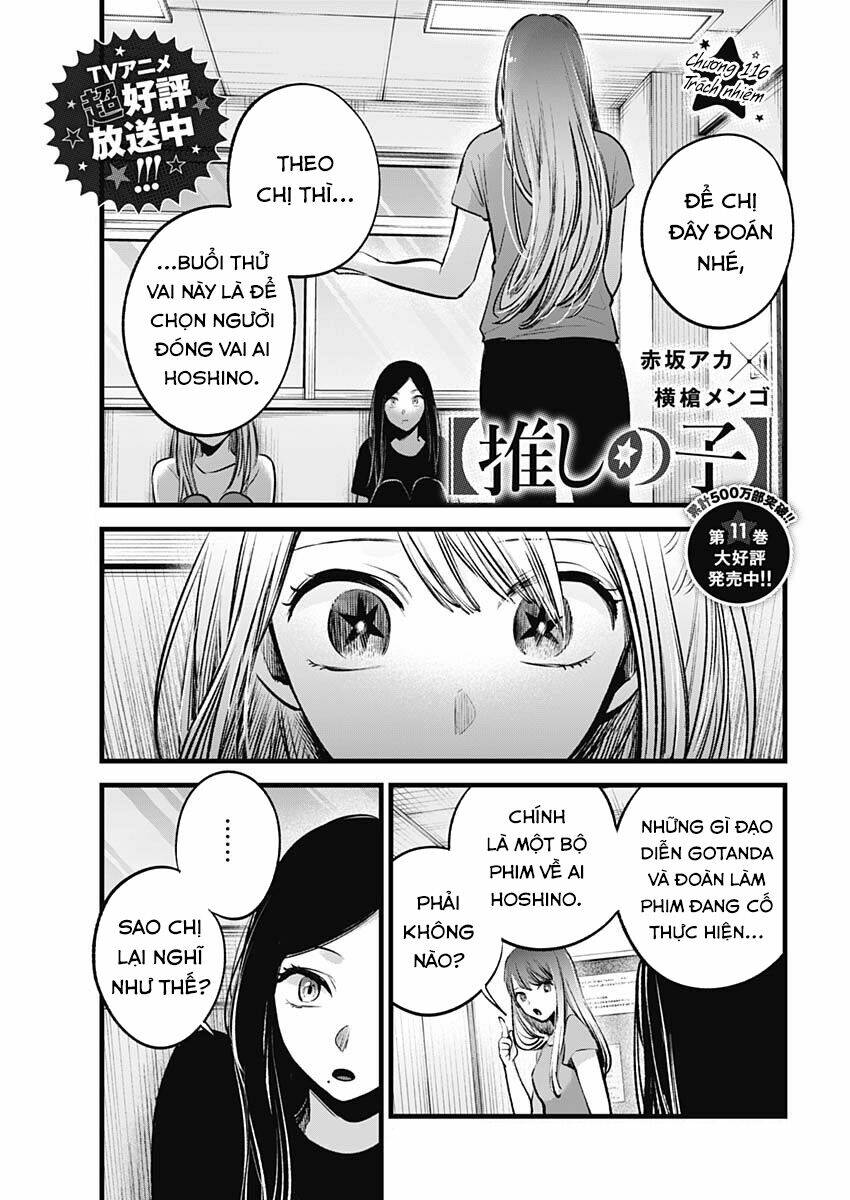 Chương 116
Trách nhiệm
TVアニメ
超好評
放送中
!!!
ĐỂ CHỊ
ĐÂY ĐOÁN
NHÉ,
THEO
CHỊ THÌ...
...BUỔI THỬ
VAI NÀY LÀ ĐỂ
CHỌN NGƯỜI
ĐÓNG VAI AI
HOSHINO.
赤坂アカ×
横槍メンゴ
【推しの子】
累計500万部突破!!
第11巻
大好評
発売中!!
NHỮNG GÌ ĐẠO
DIỄN GOTANDA
VÀ ĐOÀN LÀM
PHIM ĐANG CỐ
THỰC HIỆN...
CHÍNH
LÀ MỘT BỘ
PHIM VỀ AI
HOSHINO.
PHẢI
KHÔNG
NÀO?
......
SAO CHỊ
LẠI NGHĨ
NHƯ THẾ?